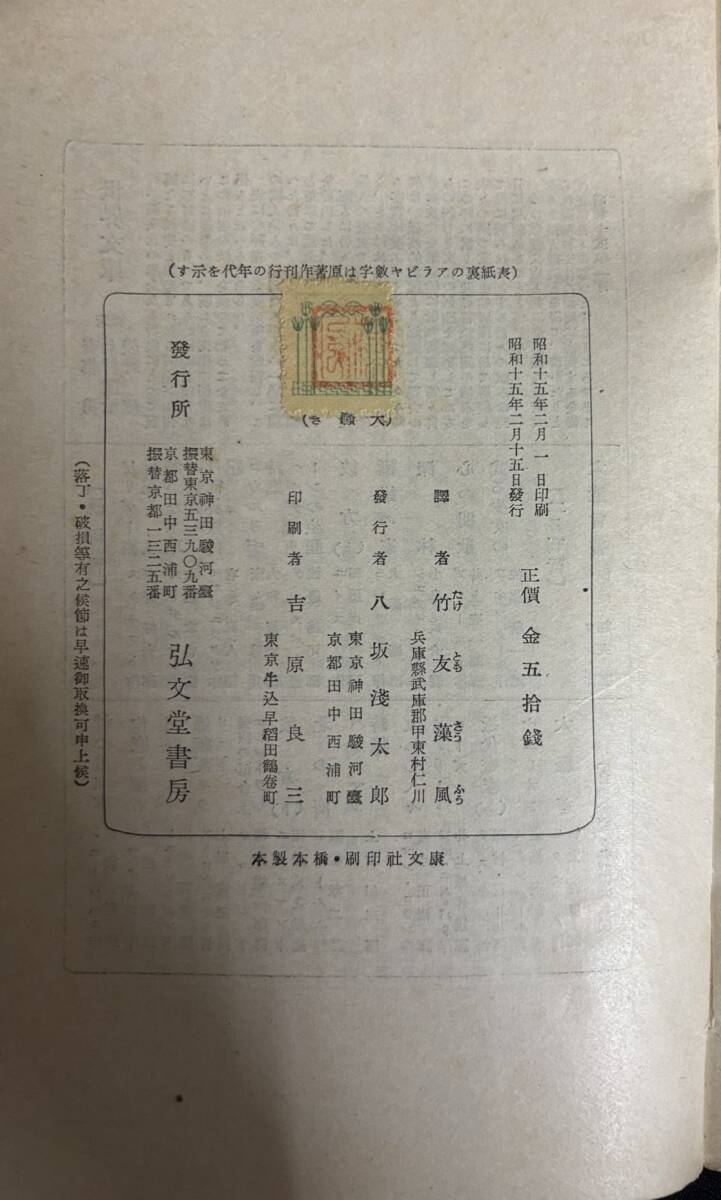 (表紙裏のアラビヤ數字は原著作刊行の年代を示す)
昭和十五年二月一日印刷
昭和十五年二月十五日發行
正價金五拾錢
譯者 竹友藻風
たけ とも さう ふう
兵庫縣武庫郡甲東村仁川
發行者 八坂淺太郎
東京神田駿河臺
京都田中西浦町
印刷者 吉原良三
東京牛込早稲田鶴卷町
發行所
東京神田駿河臺
振替東京五三九〇九番
京都田中西浦町
振替京都一三二五番
弘文堂書房
(落丁・破損等有之候節は早速御取換可申上候)
康文社印刷・橋本製本